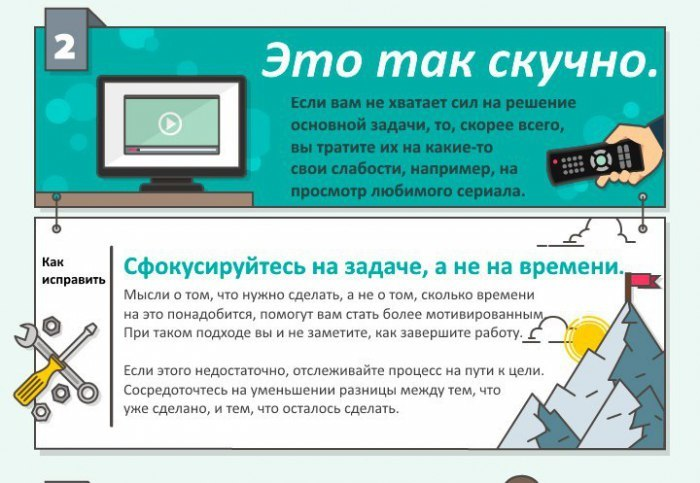 2
Это так скучно.
Если вам не хватает сил на решение
основной задачи, то, скорее всего,
вы тратите их на какие-то
свои слабости, например, на
просмотр любимого сериала.
Как
исправить
Сфокусируйтесь на задаче, а не на времени.
Мысли о том, что нужно сделать, а не о том, сколько времени
на это понадобится, помогут вам стать более мотивированным.
При таком подходе вы и не заметите, как завершите работу.
Если этого недостаточно, отслеживайте процесс на пути к цели.
Сосредоточтесь на уменьшении разницы между тем, что
уже сделано, и тем, что осталось сделать.